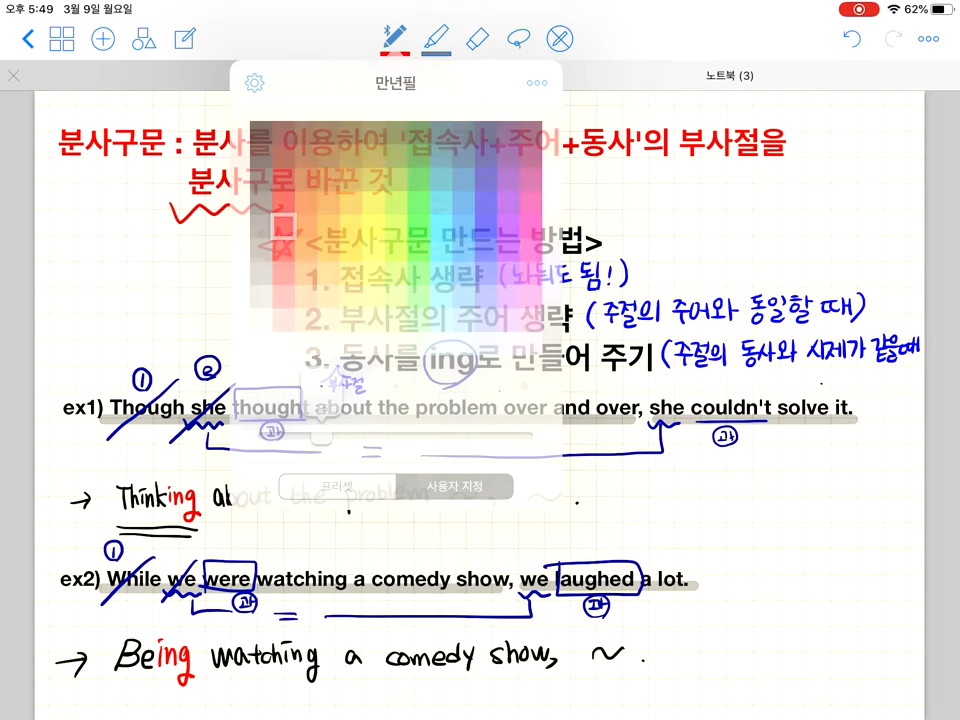 오후 5:49 3월 9일 월요일 62%
만년필
노트북 (3)
분사구문 : 분사를 이용하여 '접속사+주어+동사'의 부사절을
분사구로 바꾼 것
<분사구문 만드는 방법>
1. 접속사 생략 (놔둬도 됨!)
2. 부사절의 주어 생략 (주절의 주어와 동일할 때)
3. 동사를 ing로 만들어 주기 (주절의 동사와 시제가 같을때)
① ② 부사절
ex1) Though she thought about the problem over and over, she couldn't solve it.
과 = 과
프리셋 사용자 지정
→ Thinking about the problem ~ .
①
ex2) While we were watching a comedy show, we laughed a lot.
과 = 과
→ Being watching a comedy show, ~ .